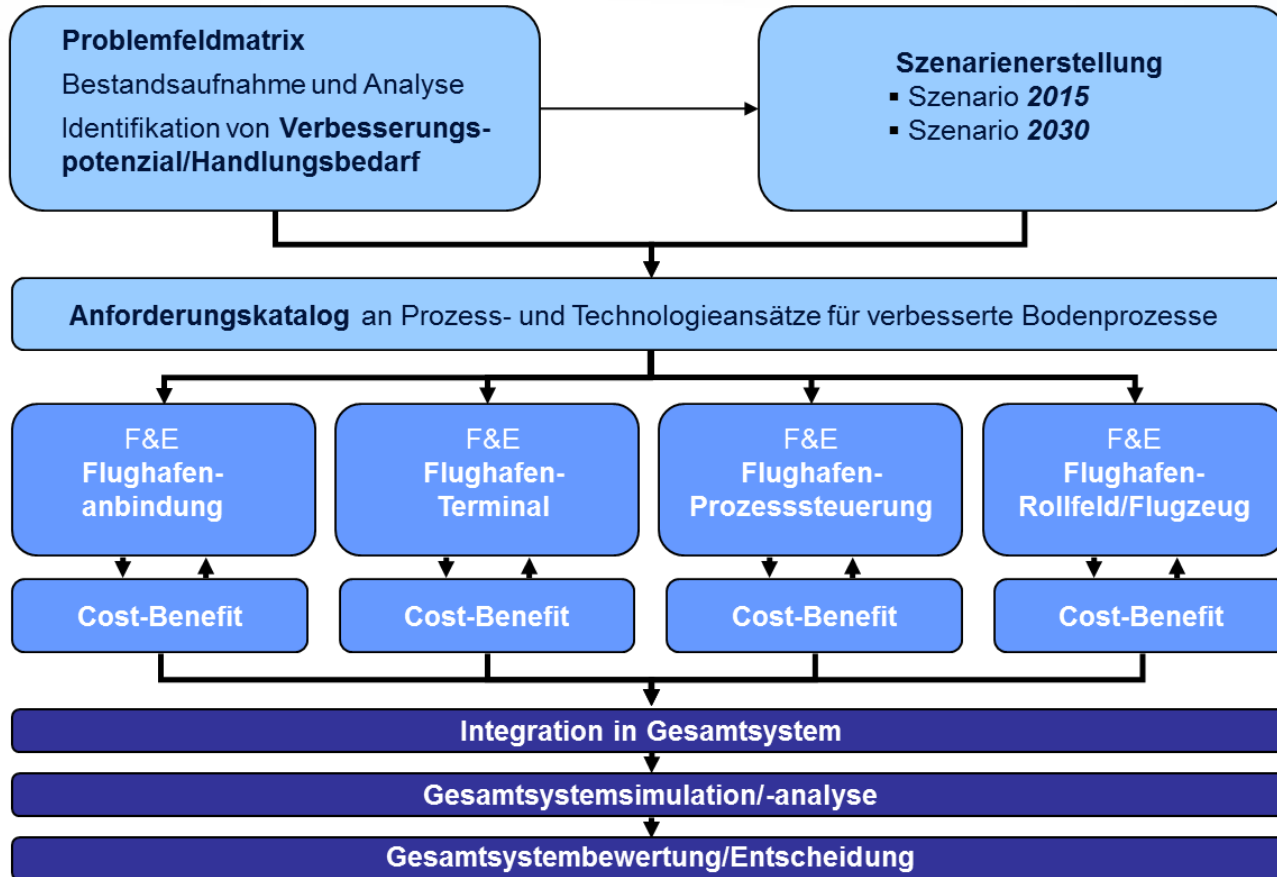 Problemfeldmatrix
Bestandsaufnahme und Analyse
Identifikation von Verbesserungs-
potenzial/Handlungsbedarf
Szenarienerstellung
▪ Szenario 2015
▪ Szenario 2030
Anforderungskatalog an Prozess- und Technologieansätze für verbesserte Bodenprozesse
F&E
Flughafen-
anbindung
F&E
Flughafen-
Terminal
F&E
Flughafen-
Prozesssteuerung
F&E
Flughafen-
Rollfeld/Flugzeug
Cost-Benefit
Cost-Benefit
Cost-Benefit
Cost-Benefit
Integration in Gesamtsystem
Gesamtsystemsimulation/-analyse
Gesamtsystembewertung/Entscheidung